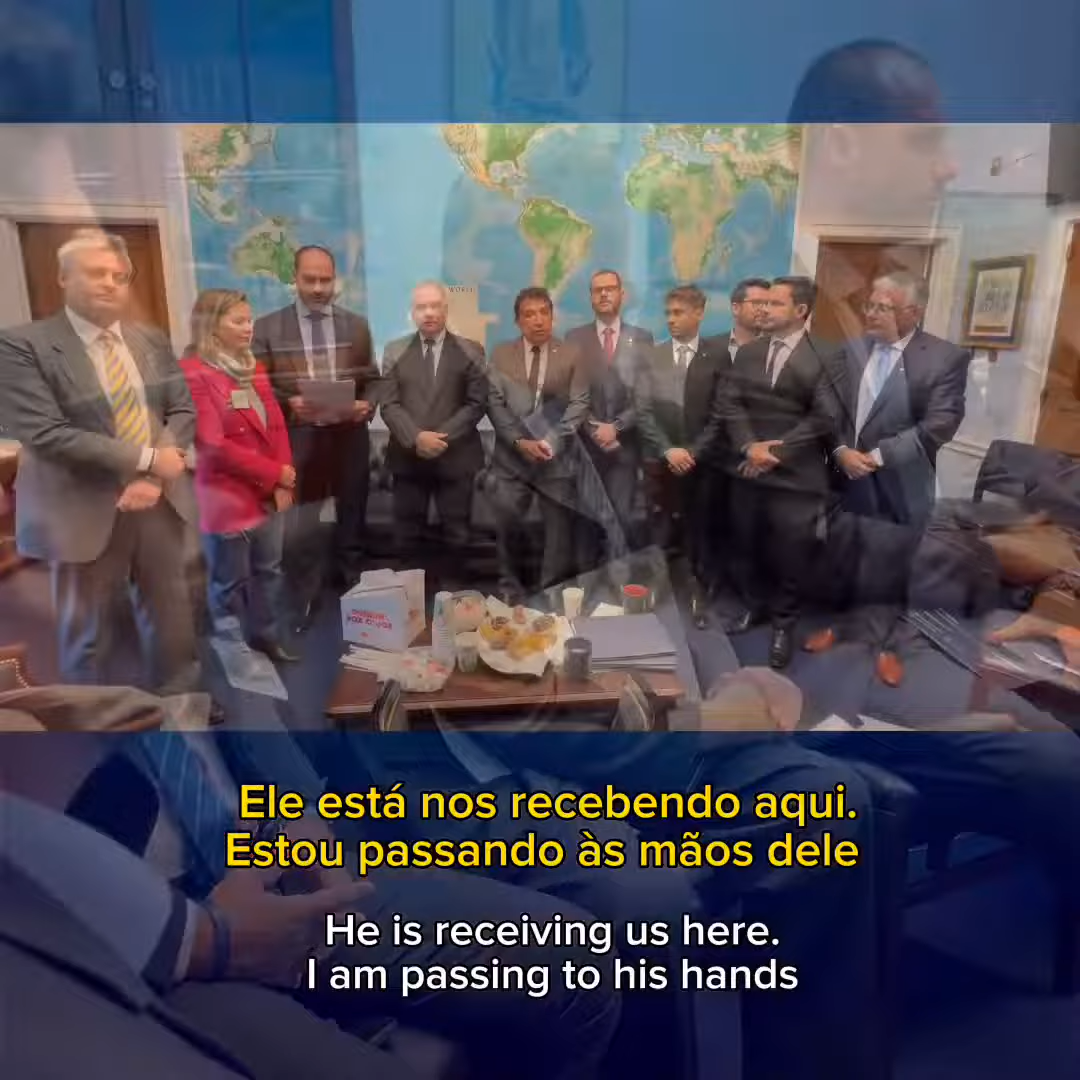 WORLD
Ele está nos recebendo aqui.
Estou passando às mãos dele
He is receiving us here.
I am passing to his hands